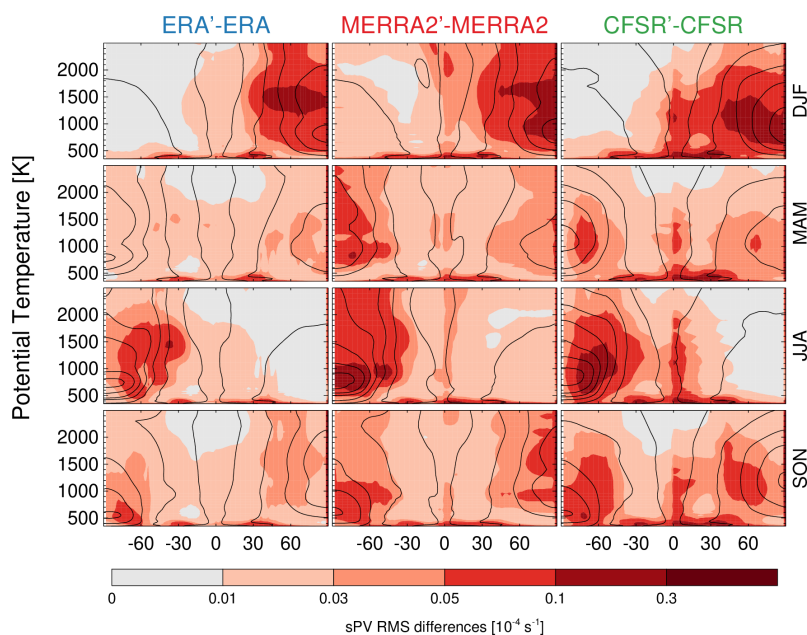 ERA’-ERA MERRA2’-MERRA2 CFSR’-CFSR
Potential Temperature [K]
2000
1500
1000
500
DJF
2000
1500
1000
500
MAM
2000
1500
1000
500
JJA
2000
1500
1000
500
SON
-60 -30 0 30 60 -60 -30 0 30 60 -60 -30 0 30 60
0 0.01 0.03 0.05 0.1 0.3
sPV RMS differences [10⁻⁴ s⁻¹]